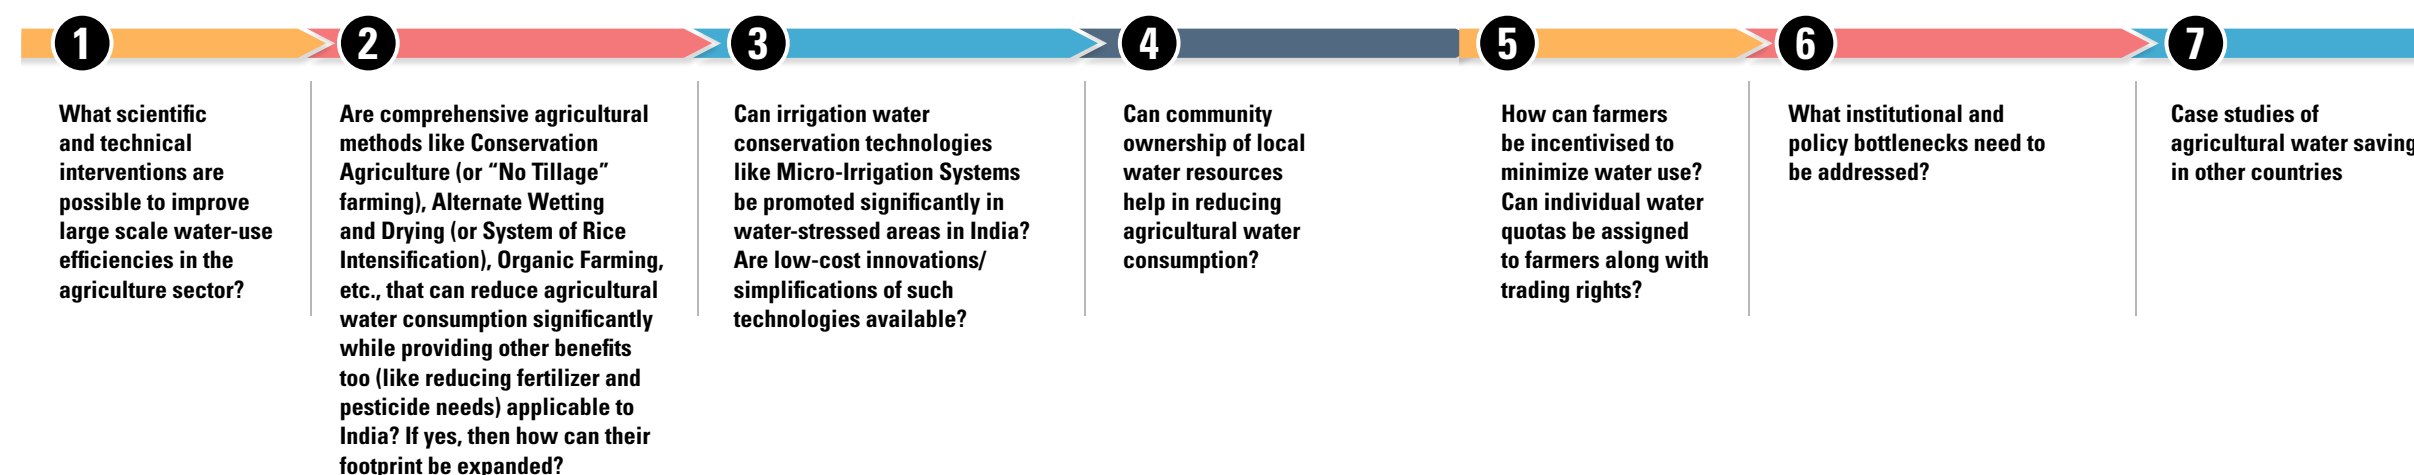 1
What scientific
and technical
interventions are
possible to improve
large scale water-use
efficiencies in the
agriculture sector?
2
Are comprehensive agricultural
methods like Conservation
Agriculture (or “No Tillage”
farming), Alternate Wetting
and Drying (or System of Rice
Intensification), Organic Farming,
etc., that can reduce agricultural
water consumption significantly
while providing other benefits
too (like reducing fertilizer and
pesticide needs) applicable to
India? If yes, then how can their
footprint be expanded?
3
Can irrigation water
conservation technologies
like Micro-Irrigation Systems
be promoted significantly in
water-stressed areas in India?
Are low-cost innovations/
simplifications of such
technologies available?
4
Can community
ownership of local
water resources
help in reducing
agricultural water
consumption?
5
How can farmers
be incentivised to
minimize water use?
Can individual water
quotas be assigned
to farmers along with
trading rights?
6
What institutional and
policy bottlenecks need to
be addressed?
7
Case studies of
agricultural water saving
in other countries